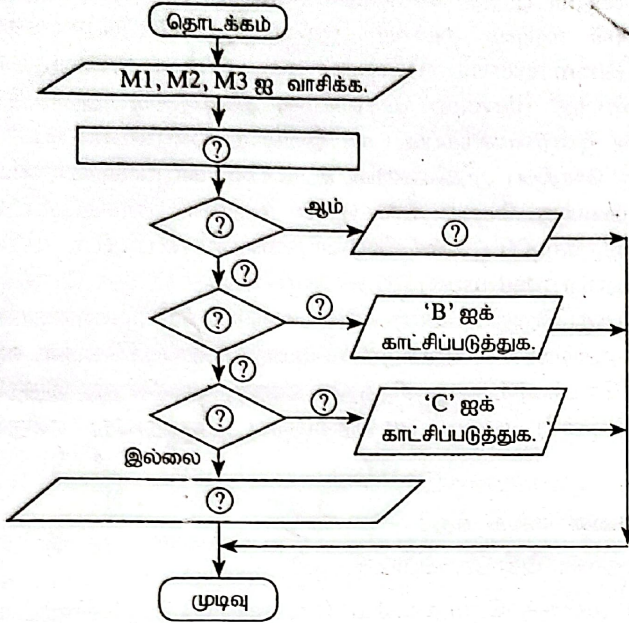 தொடக்கம்
M1, M2, M3 ஐ வாசிக்க.
?
ஆம்
?
?
?
?
?
'B' ஐக்
காட்சிப்படுத்துக.
?
?
?
'C' ஐக்
காட்சிப்படுத்துக.
இல்லை
?
முடிவு